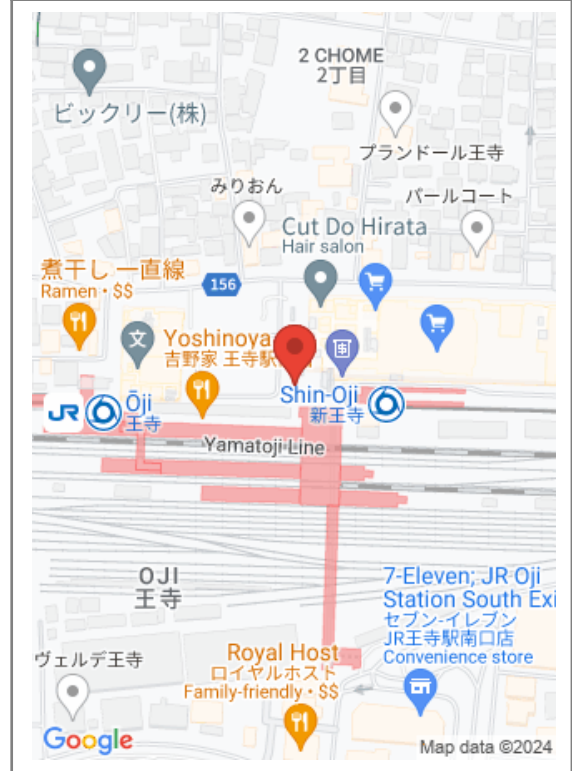 2 CHOME
2丁目
ビックリー(株)
プランドール王寺
みりおん
パールコート
Cut Do Hirata
Hair salon
煮干し 一直線
Ramen • $$
156
文
Yoshinoya
吉野家 王寺駅
Shin-Oji
新王寺
JR
Ōji
王寺
Yamatoji Line
OJI
王寺
7-Eleven; JR Oji
Station South Exi
セブン-イレブン
JR王寺駅南口店
Convenience store
Royal Host
ロイヤルホスト
Family-friendly • $$
ヴェルデ王寺
Google
Map data ©2024